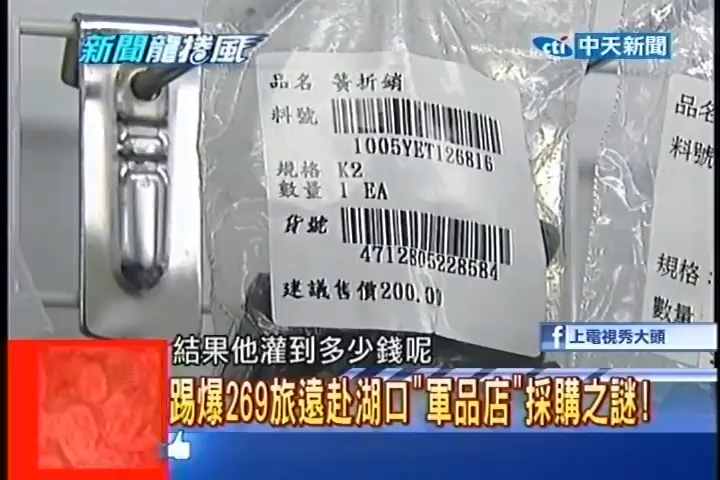 新聞龍捲風
cti 中天新聞
品名 簧折銷
料號
1005YET126816
規格 K2
數量 1 EA
貨號
4712805228584
建議售價200.00
品名
料號
規格:
數量
f 上電視秀大頭
結果他灌到多少錢呢
踢爆269旅遠赴湖口"軍品店"採購之謎!